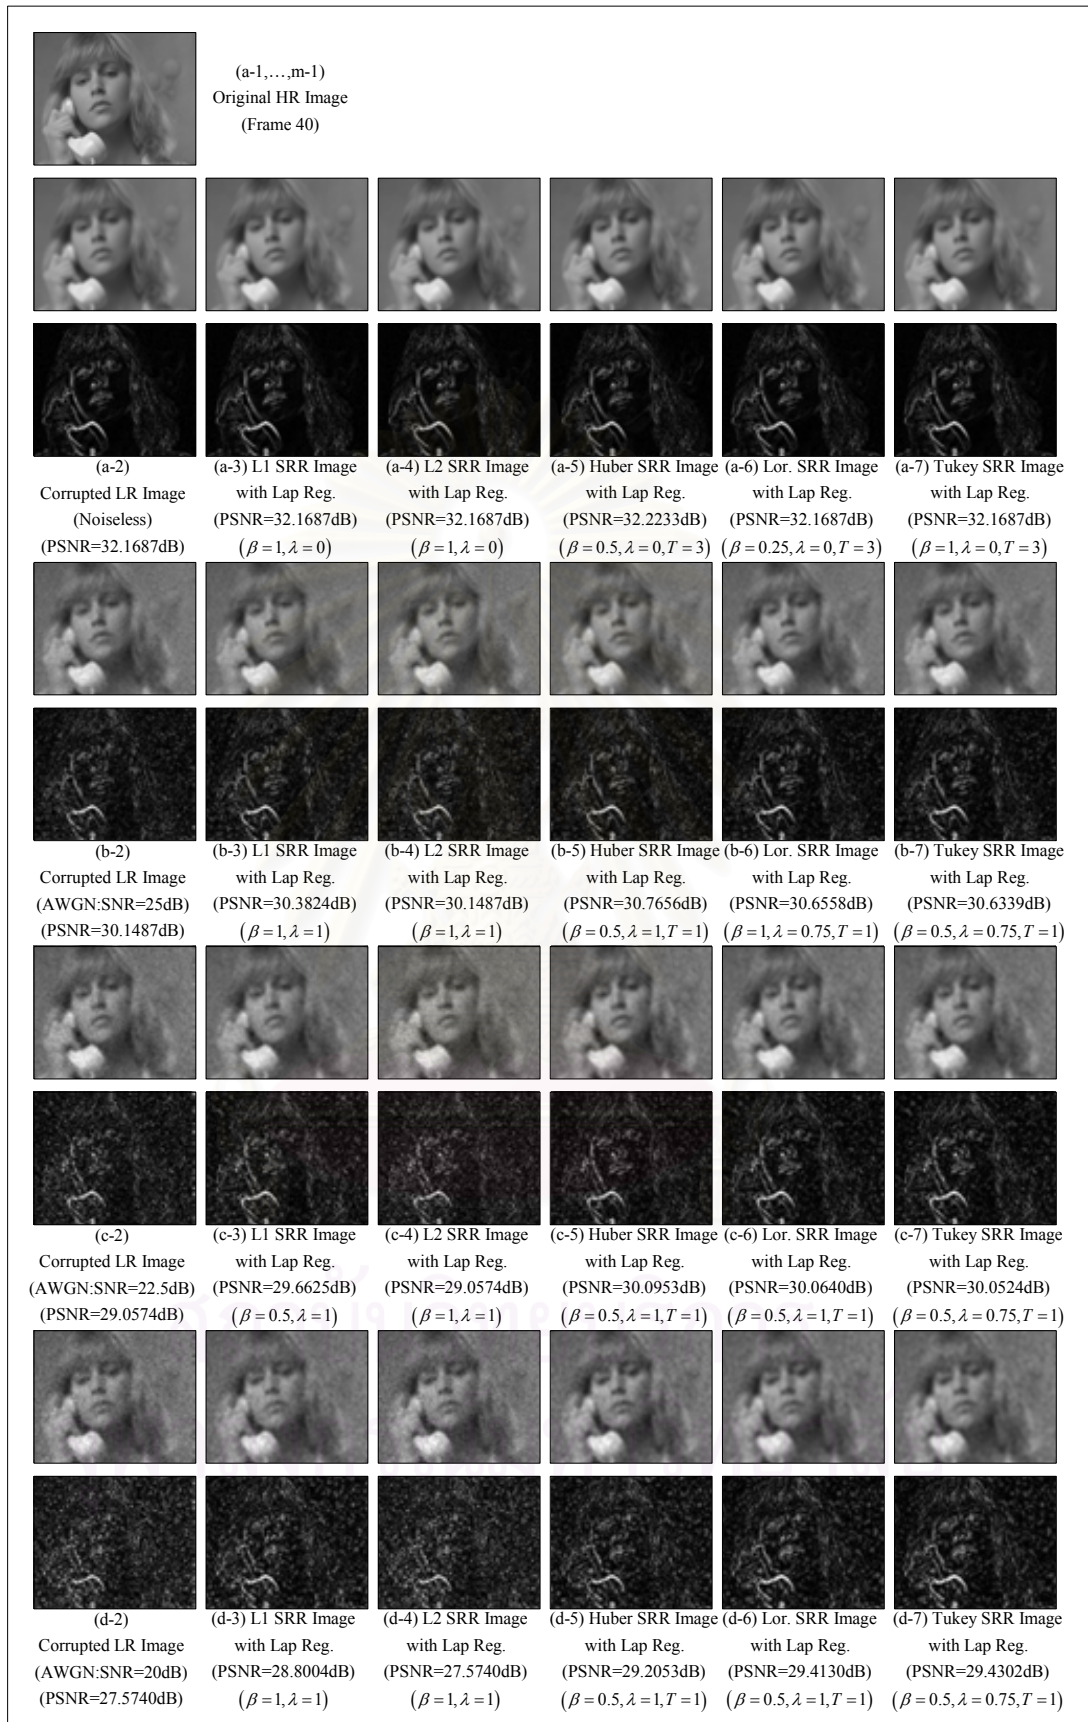 (a-1,…,m-1)
Original HR Image
(Frame 40)
(a-2)
Corrupted LR Image
(Noiseless)
(PSNR=32.1687dB)
(a-3) L1 SRR Image
with Lap Reg.
(PSNR=32.1687dB)
(β=1,λ=0)
(a-4) L2 SRR Image
with Lap Reg.
(PSNR=32.1687dB)
(β=1,λ=0)
(a-5) Huber SRR Image
with Lap Reg.
(PSNR=32.2233dB)
(β=0.5,λ=0,T=3)
(a-6) Lor. SRR Image
with Lap Reg.
(PSNR=32.1687dB)
(β=0.25,λ=0,T=3)
(a-7) Tukey SRR Image
with Lap Reg.
(PSNR=32.1687dB)
(β=1,λ=0,T=3)
(b-2)
Corrupted LR Image
(AWGN:SNR=25dB)
(PSNR=30.1487dB)
(b-3) L1 SRR Image
with Lap Reg.
(PSNR=30.3824dB)
(β=1,λ=1)
(b-4) L2 SRR Image
with Lap Reg.
(PSNR=30.1487dB)
(β=1,λ=1)
(b-5) Huber SRR Image
with Lap Reg.
(PSNR=30.7656dB)
(β=0.5,λ=1,T=1)
(b-6) Lor. SRR Image
with Lap Reg.
(PSNR=30.6558dB)
(β=1,λ=0.75,T=1)
(b-7) Tukey SRR Image
with Lap Reg.
(PSNR=30.6339dB)
(β=0.5,λ=0.75,T=1)
(c-2)
Corrupted LR Image
(AWGN:SNR=22.5dB)
(PSNR=29.0574dB)
(c-3) L1 SRR Image
with Lap Reg.
(PSNR=29.6625dB)
(β=0.5,λ=1)
(c-4) L2 SRR Image
with Lap Reg.
(PSNR=29.0574dB)
(β=1,λ=1)
(c-5) Huber SRR Image
with Lap Reg.
(PSNR=30.0953dB)
(β=0.5,λ=1,T=1)
(c-6) Lor. SRR Image
with Lap Reg.
(PSNR=30.0640dB)
(β=0.5,λ=1,T=1)
(c-7) Tukey SRR Image
with Lap Reg.
(PSNR=30.0524dB)
(β=0.5,λ=0.75,T=1)
(d-2)
Corrupted LR Image
(AWGN:SNR=20dB)
(PSNR=27.5740dB)
(d-3) L1 SRR Image
with Lap Reg.
(PSNR=28.8004dB)
(β=1,λ=1)
(d-4) L2 SRR Image
with Lap Reg.
(PSNR=27.5740dB)
(β=1,λ=1)
(d-5) Huber SRR Image
with Lap Reg.
(PSNR=29.2053dB)
(β=0.5,λ=1,T=1)
(d-6) Lor. SRR Image
with Lap Reg.
(PSNR=29.4130dB)
(β=0.5,λ=1,T=1)
(d-7) Tukey SRR Image
with Lap Reg.
(PSNR=29.4302dB)
(β=0.5,λ=0.75,T=1)